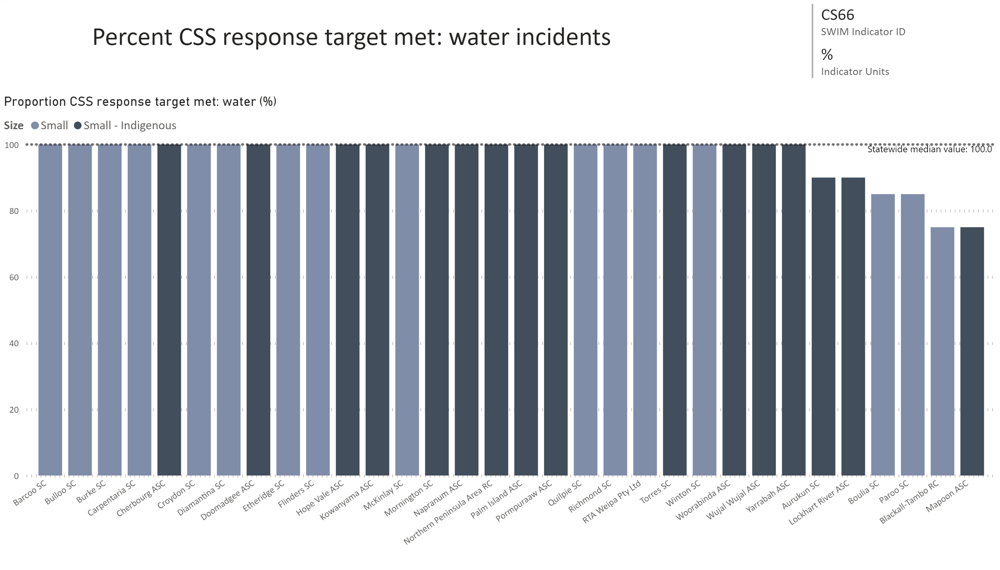 CS66
SWIM Indicator ID
%
Indicator Units
Percent CSS response target met: water incidents
Proportion CSS response target met: water (%)
Size Small Small - Indigenous
100
Statewide median value: 100.0
80
60
40
20
0
Barcoo SC
Bulloo SC
Burke SC
Carpentaria SC
Cherbourg ASC
Croydon SC
Diamantina SC
Doomadgee ASC
Etheridge SC
Flinders SC
Hope Vale ASC
Kowanyama ASC
McKinlay SC
Mornington SC
Napranum ASC
Northern Peninsula Area RC
Palm Island ASC
Pormpuraaw ASC
Quilpie SC
Richmond SC
RTA Weipa Pty Ltd
Torres SC
Winton SC
Woorabinda ASC
Wujal Wujal ASC
Yarrabah ASC
Aurukun SC
Lockhart River ASC
Boulia SC
Paroo SC
Blackall-Tambo RC
Mapoon ASC